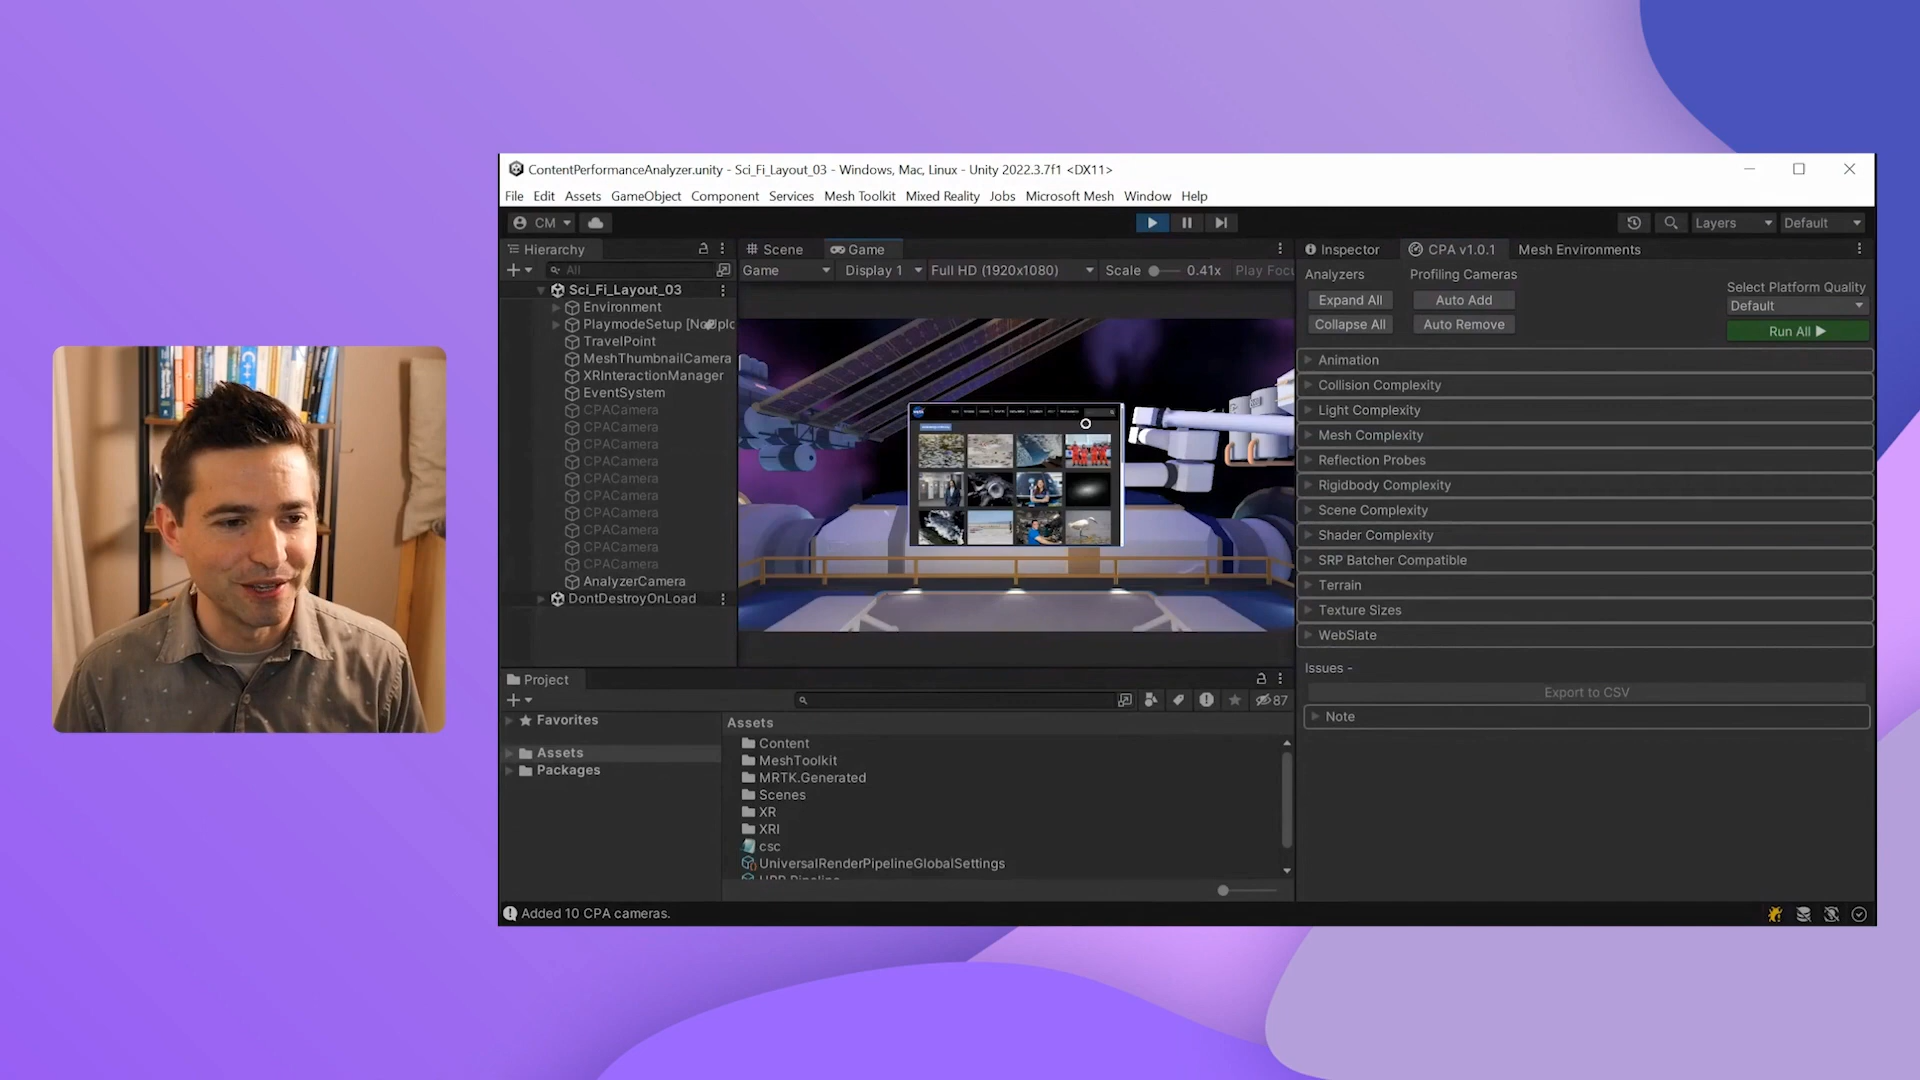 ContentPerformanceAnalyzer.unity - Sci_Fi_Layout_03 - Windows, Mac, Linux - Unity 2022.3.7f1 <DX11>
File Edit Assets GameObject Component Services Mesh Toolkit Mixed Reality Jobs Microsoft Mesh Window Help
CM
Layers
Default
Hierarchy
All
Sci_Fi_Layout_03
Environment
PlaymodeSetup
TravelPoint
MeshThumbnailCamera
XRInteractionManager
EventSystem
CPACamera
CPACamera
CPACamera
CPACamera
CPACamera
CPACamera
CPACamera
CPACamera
CPACamera
CPACamera
AnalyzerCamera
DontDestroyOnLoad
Scene
Game
Game
Display 1
Full HD (1920x1080)
Scale
0.41x
Play Focu
Inspector
CPA v1.0.1
Mesh Environments
Analyzers
Expand All
Collapse All
Profiling Cameras
Auto Add
Auto Remove
Select Platform Quality
Default
Run All
Animation
Collision Complexity
Light Complexity
Mesh Complexity
Reflection Probes
Rigidbody Complexity
Scene Complexity
Shader Complexity
SRP Batcher Compatible
Terrain
Texture Sizes
WebSlate
Issues -
Export to CSV
Note
Project
87
Favorites
Assets
Packages
Assets
Content
MeshToolkit
MRTK.Generated
Scenes
XR
XRI
csc
UniversalRenderPipelineGlobalSettings
Added 10 CPA cameras.